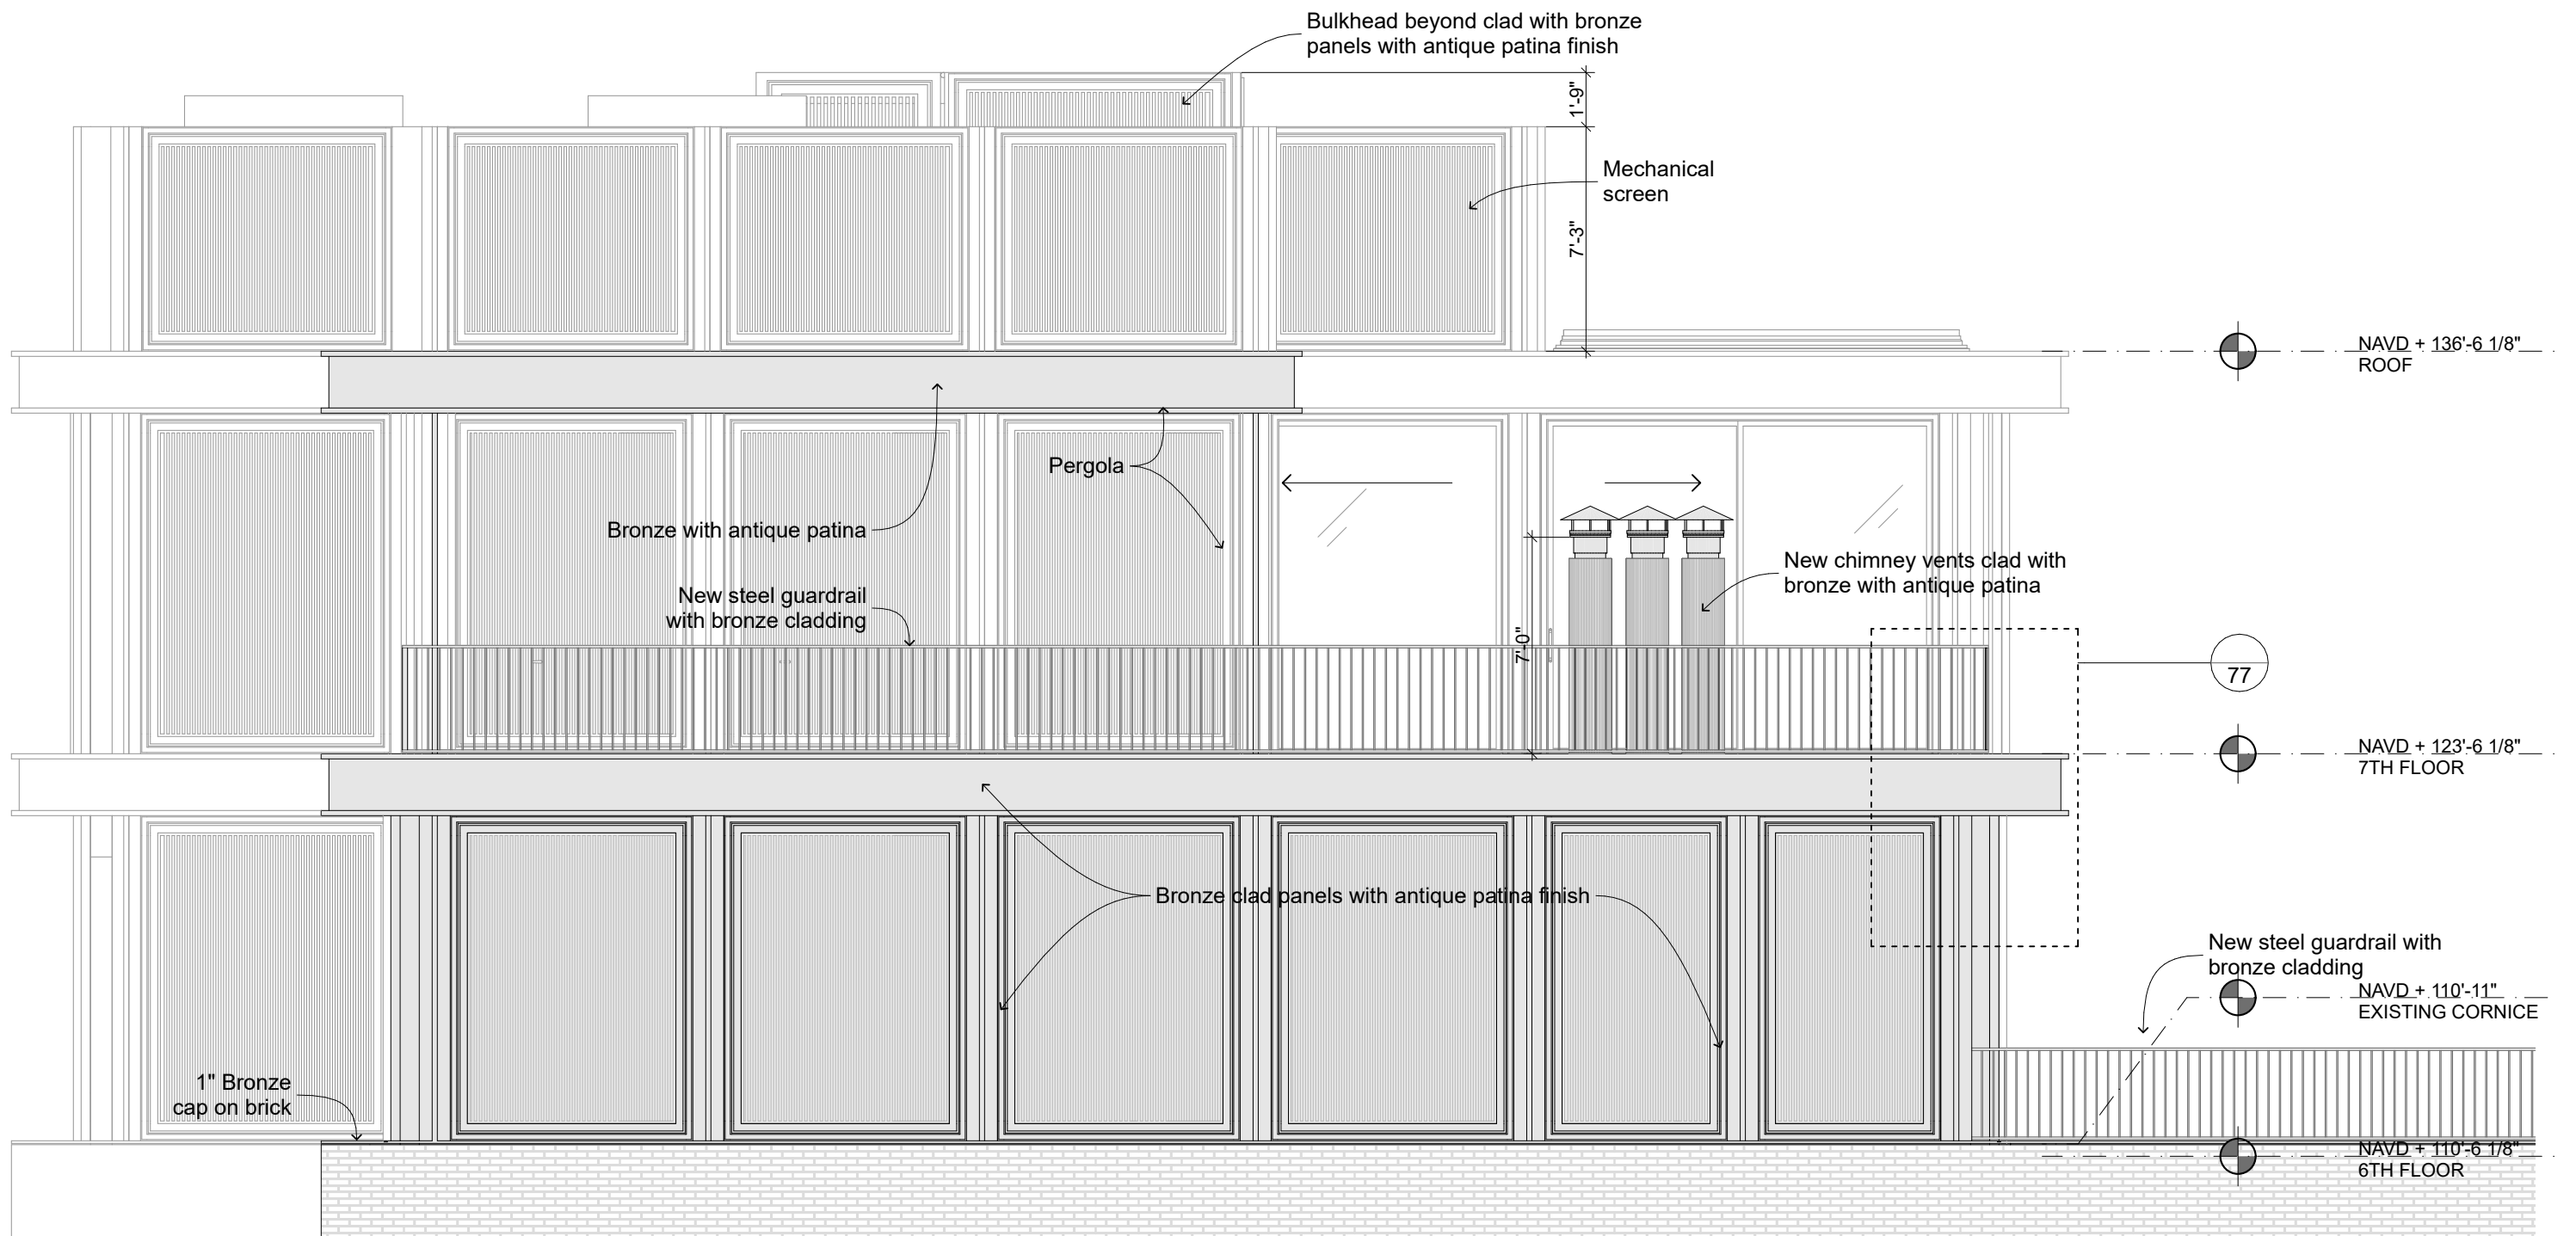 Bulkhead beyond clad with bronze
panels with antique patina finish
1'-9"
Mechanical
screen
7'-3"
NAVD + 136'-6 1/8"
ROOF
Pergola
Bronze with antique patina
New chimney vents clad with
bronze with antique patina
New steel guardrail
with bronze cladding
7'-0"
77
NAVD + 123'-6 1/8"
7TH FLOOR
Bronze clad panels with antique patina finish
New steel guardrail with
bronze cladding
NAVD + 110'-11"
EXISTING CORNICE
1" Bronze
cap on brick
NAVD + 110'-6 1/8"
6TH FLOOR